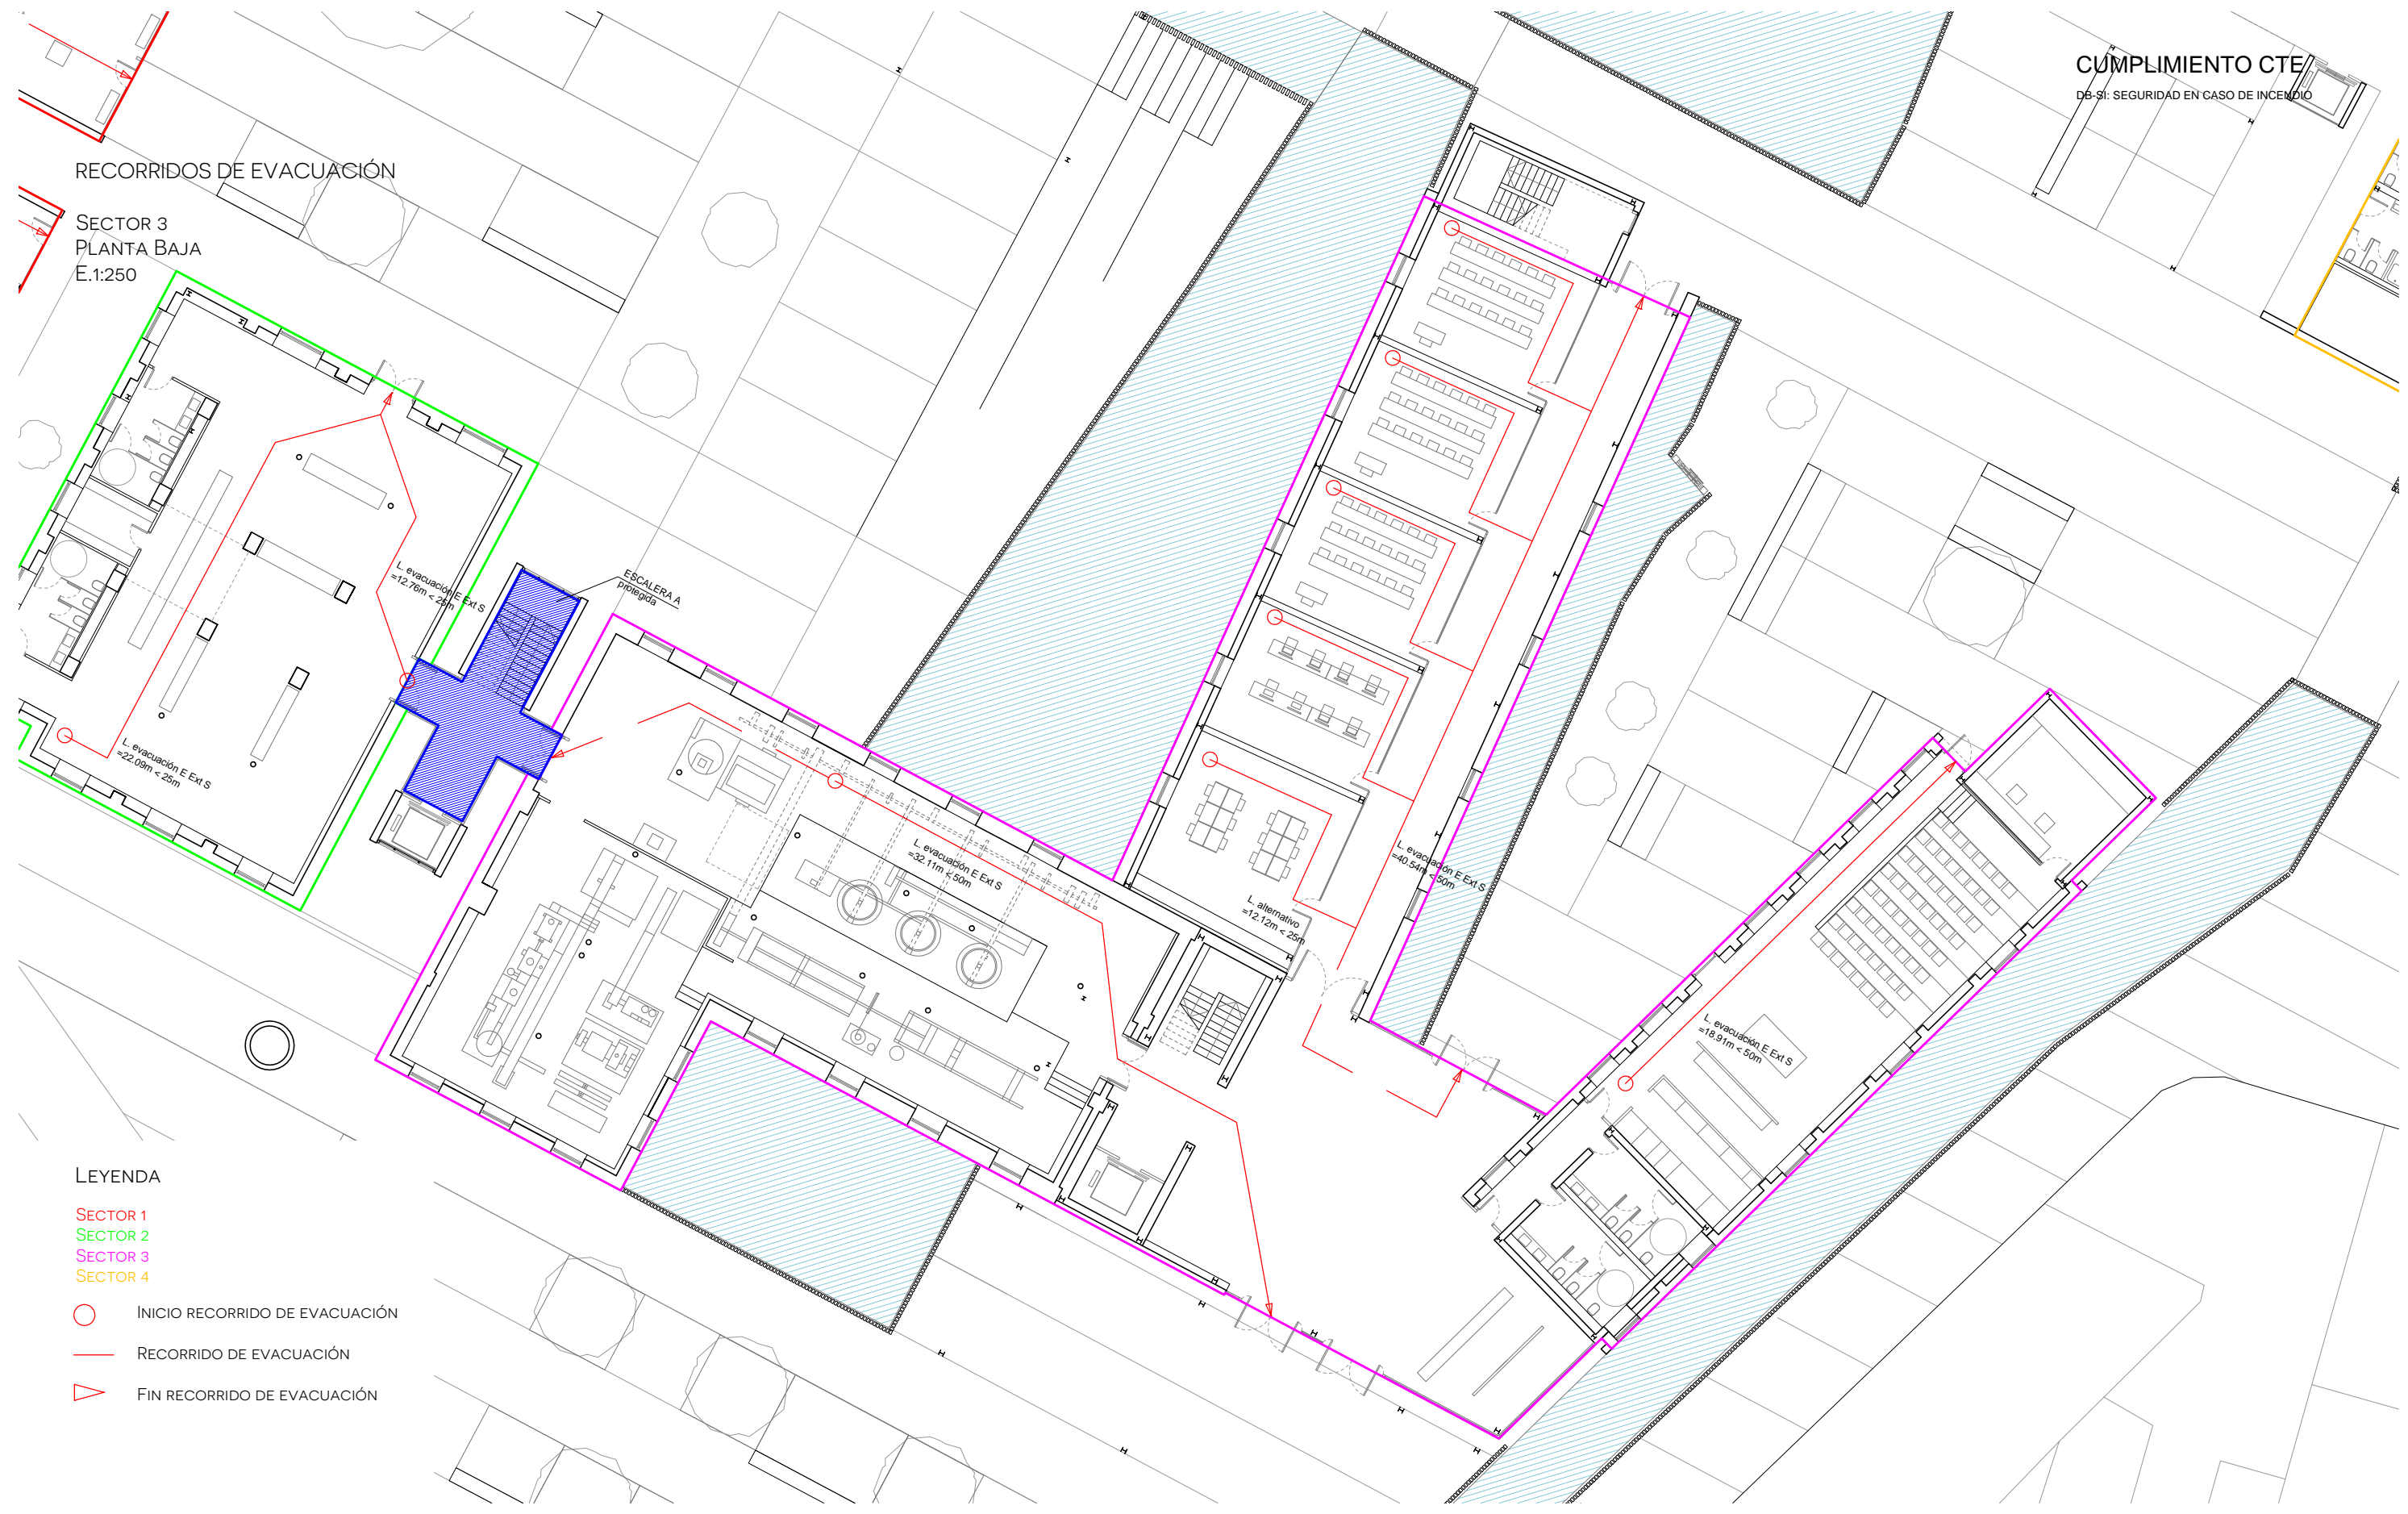 CUMPLIMIENTO CTE
DB-SI: SEGURIDAD EN CASO DE INCENDIO
RECORRIDOS DE EVACUACIÓN
SECTOR 3
PLANTA BAJA
E.1:250
L. evacuación E Ext S
=12.76m < 25m
ESCALERA A
protegida
L. evacuación E Ext S
=22.09m < 25m
L. evacuación E Ext S
=32.11m < 50m
L. evacuación E Ext S
=40.54m < 50m
L. alternativo
=12.12m < 25m
L. evacuación E Ext S
=18.91m < 50m
LEYENDA
SECTOR 1
SECTOR 2
SECTOR 3
SECTOR 4
INICIO RECORRIDO DE EVACUACIÓN
RECORRIDO DE EVACUACIÓN
FIN RECORRIDO DE EVACUACIÓN